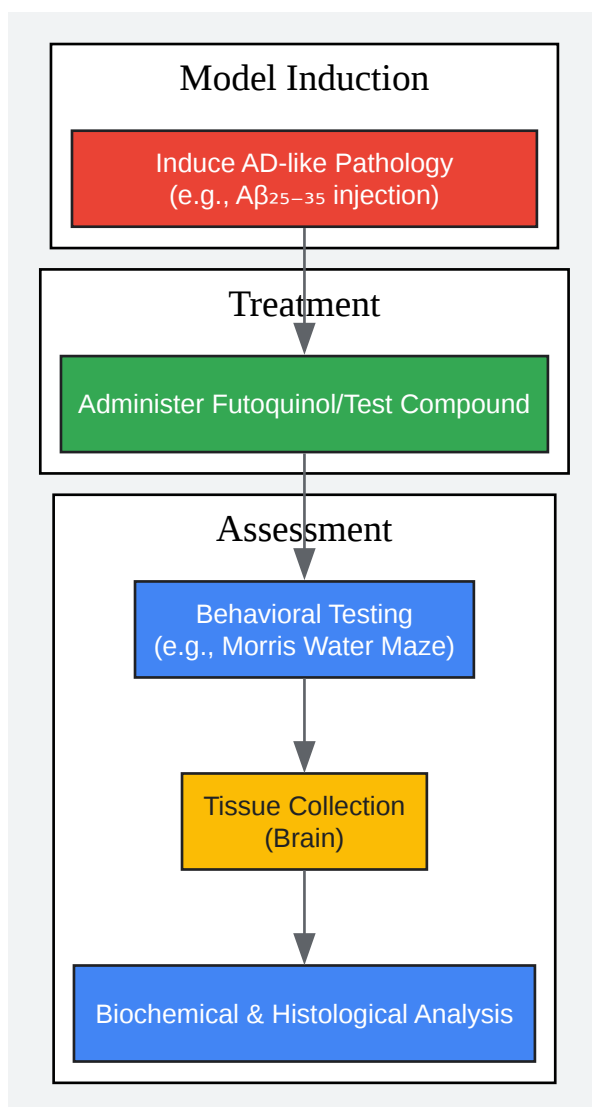 Model Induction
Induce AD-like Pathology
(e.g., Aβ₂₅₋₃₅ injection)
Treatment
Administer Futoquinol/Test Compound
Assessment
Behavioral Testing
(e.g., Morris Water Maze)
Tissue Collection
(Brain)
Biochemical & Histological Analysis